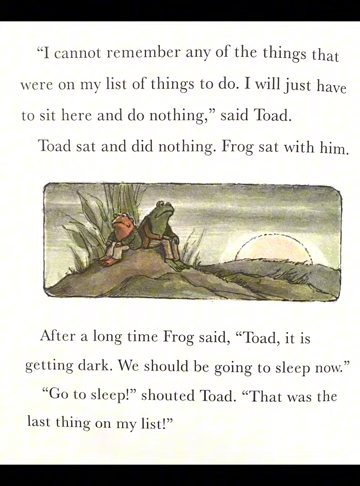 “I cannot remember any of the things that
were on my list of things to do. I will just have
to sit here and do nothing,” said Toad.
Toad sat and did nothing. Frog sat with him.
After a long time Frog said, “Toad, it is
getting dark. We should be going to sleep now.”
“Go to sleep!” shouted Toad. “That was the
last thing on my list!”